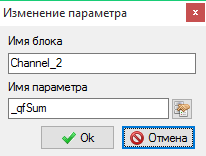 Изменение параметра
Имя блока
Channel_2
Имя параметра
_qfSum
Ok
Отмена